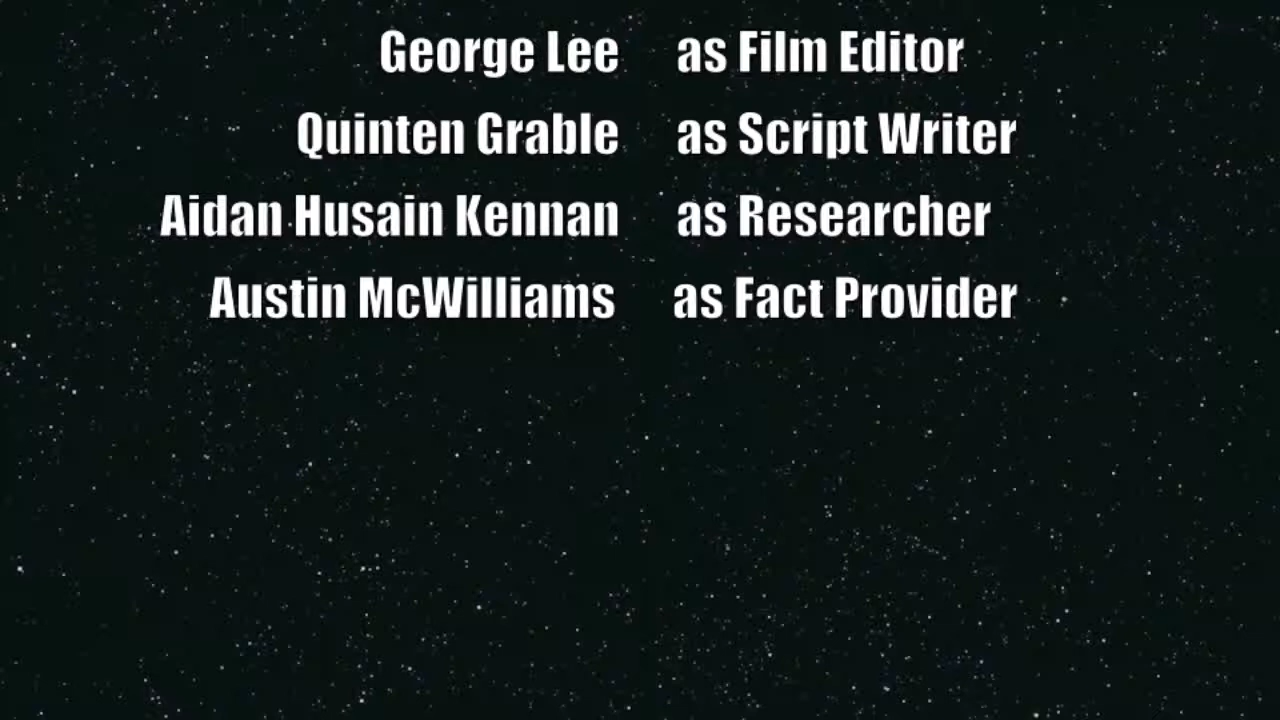 George Lee as Film Editor
Quinten Grable as Script Writer
Aidan Husain Kennan as Researcher
Austin McWilliams as Fact Provider